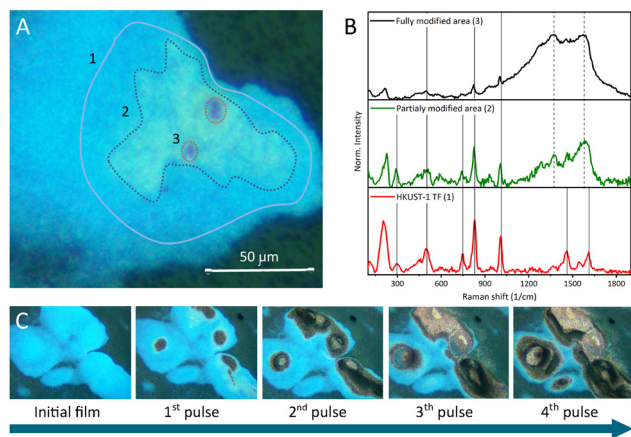 A
1
2
3
50 µm
B
Norm. Intensity
Fully modified area (3)
Partially modified area (2)
HKUST-1 TF (1)
300
600
900
1200
1500
1800
Raman shift (1/cm)
C
Initial film
1st pulse
2nd pulse
3th pulse
4th pulse